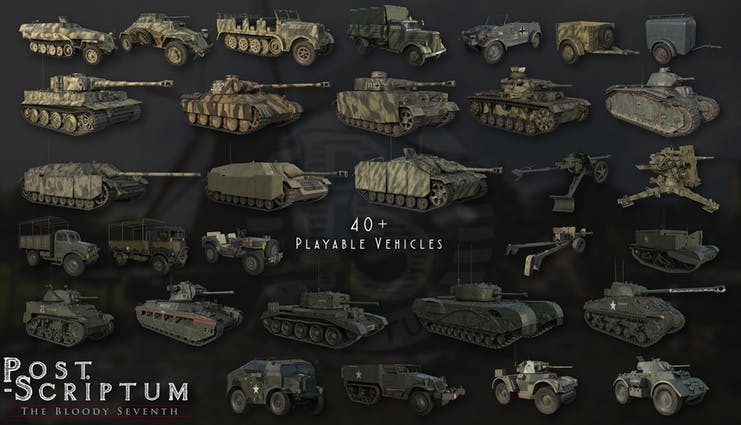 40+
PLAYABLE VEHICLES
POST
-SCRIPTUM
THE BLOODY SEVENTH